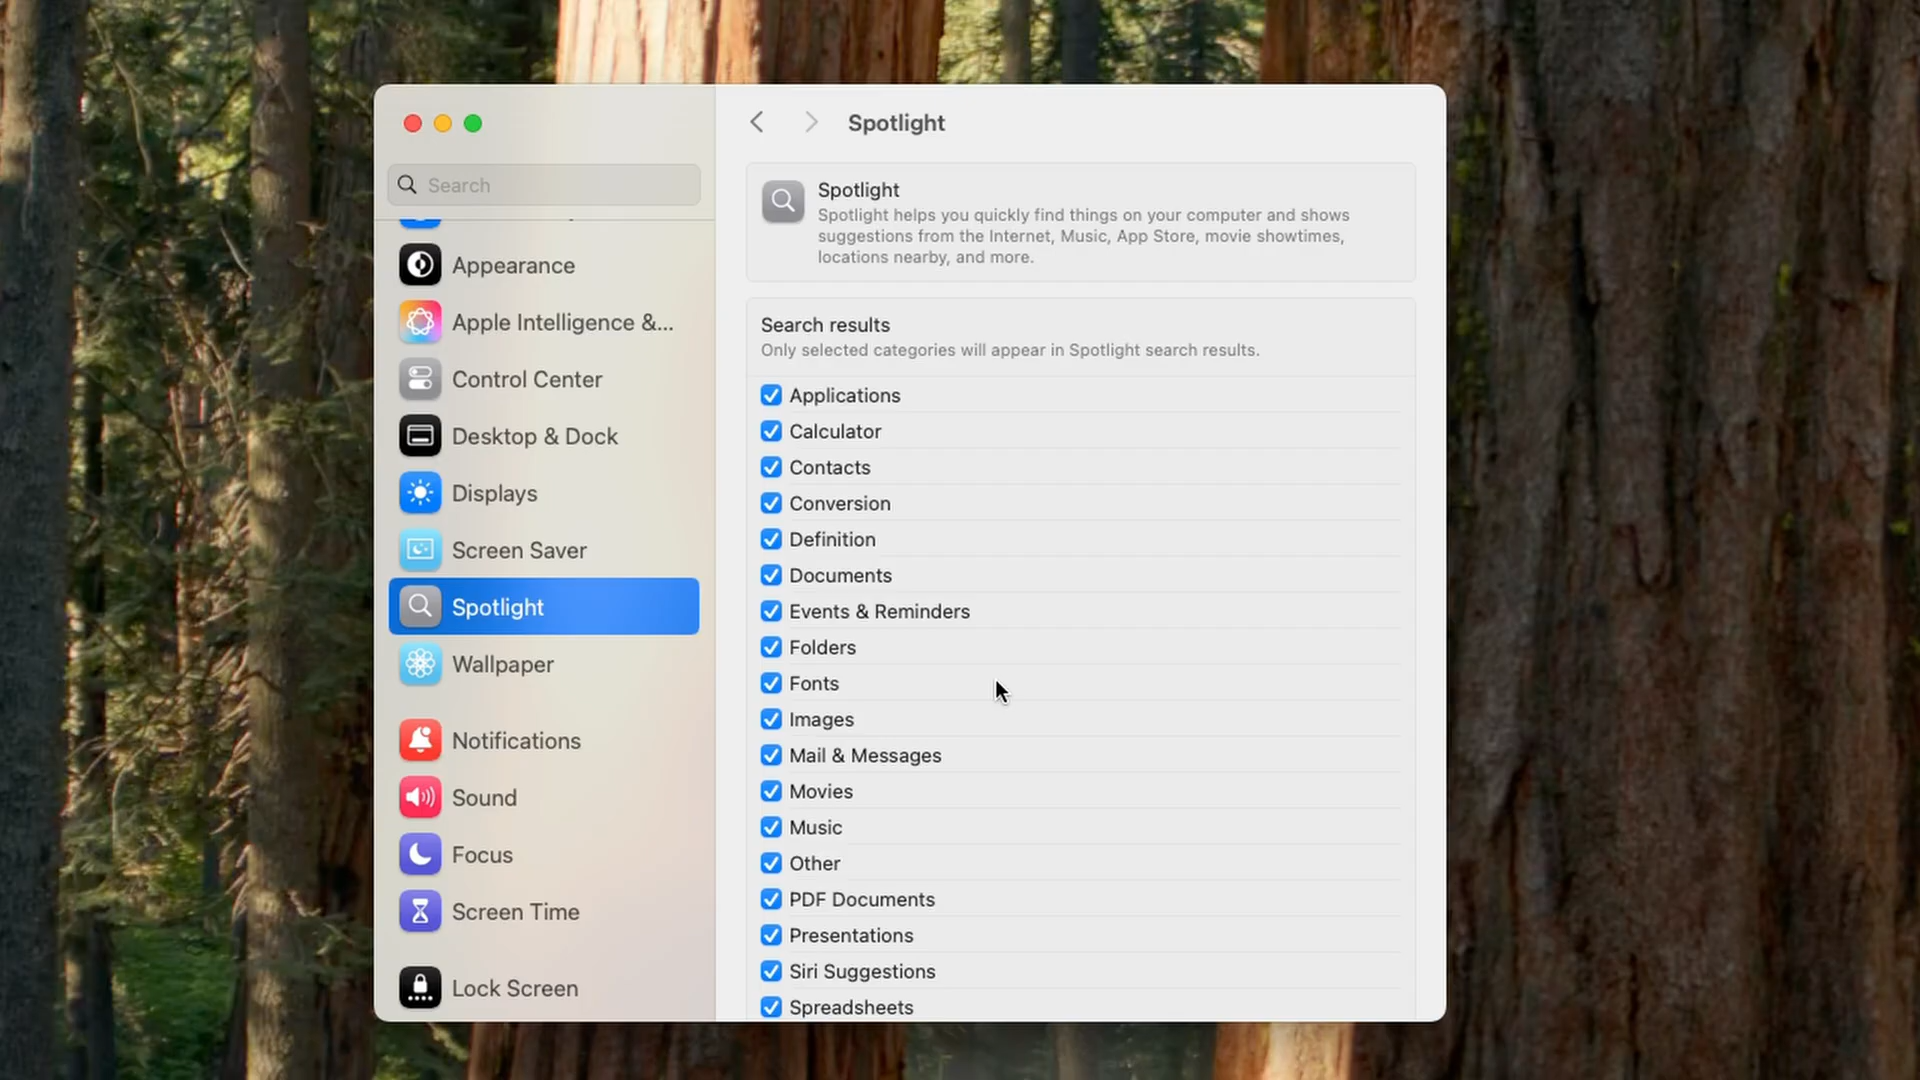 Search
Appearance
Apple Intelligence &...
Control Center
Desktop & Dock
Displays
Screen Saver
Spotlight
Wallpaper
Notifications
Sound
Focus
Screen Time
Lock Screen
Spotlight
Spotlight
Spotlight helps you quickly find things on your computer and shows
suggestions from the Internet, Music, App Store, movie showtimes,
locations nearby, and more.
Search results
Only selected categories will appear in Spotlight search results.
Applications
Calculator
Contacts
Conversion
Definition
Documents
Events & Reminders
Folders
Fonts
Images
Mail & Messages
Movies
Music
Other
PDF Documents
Presentations
Siri Suggestions
Spreadsheets